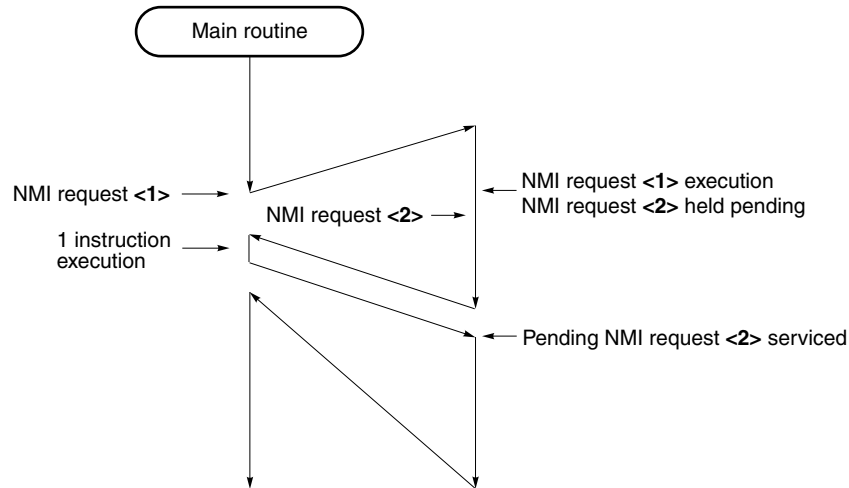 Main routine
NMI request <1>
NMI request <1> execution
NMI request <2> held pending
NMI request <2>
1 instruction
execution
Pending NMI request <2> serviced